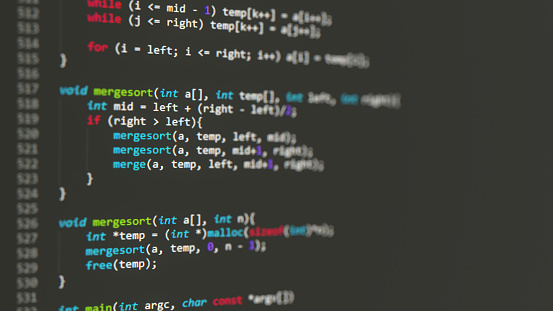 512 while (i <= mid - 1) temp[k++] = a[i++];
513 while (j <= right) temp[k++] = a[j++];
514 for (i = left; i <= right; i++) a[i] = temp[i];
515 }
516
517 void mergesort(int a[], int temp[], int left, int right){
518 int mid = left + (right - left)/2;
519 if (right > left){
520 mergesort(a, temp, left, mid);
521 mergesort(a, temp, mid+1, right);
522 merge(a, temp, left, mid+1, right);
523 }
524 }
525
526 void mergesort(int a[], int n){
527 int *temp = (int *)malloc(sizeof(int)*n);
528 mergesort(a, temp, 0, n - 1);
529 free(temp);
530 }
531
int main(int argc, char const *argv[])